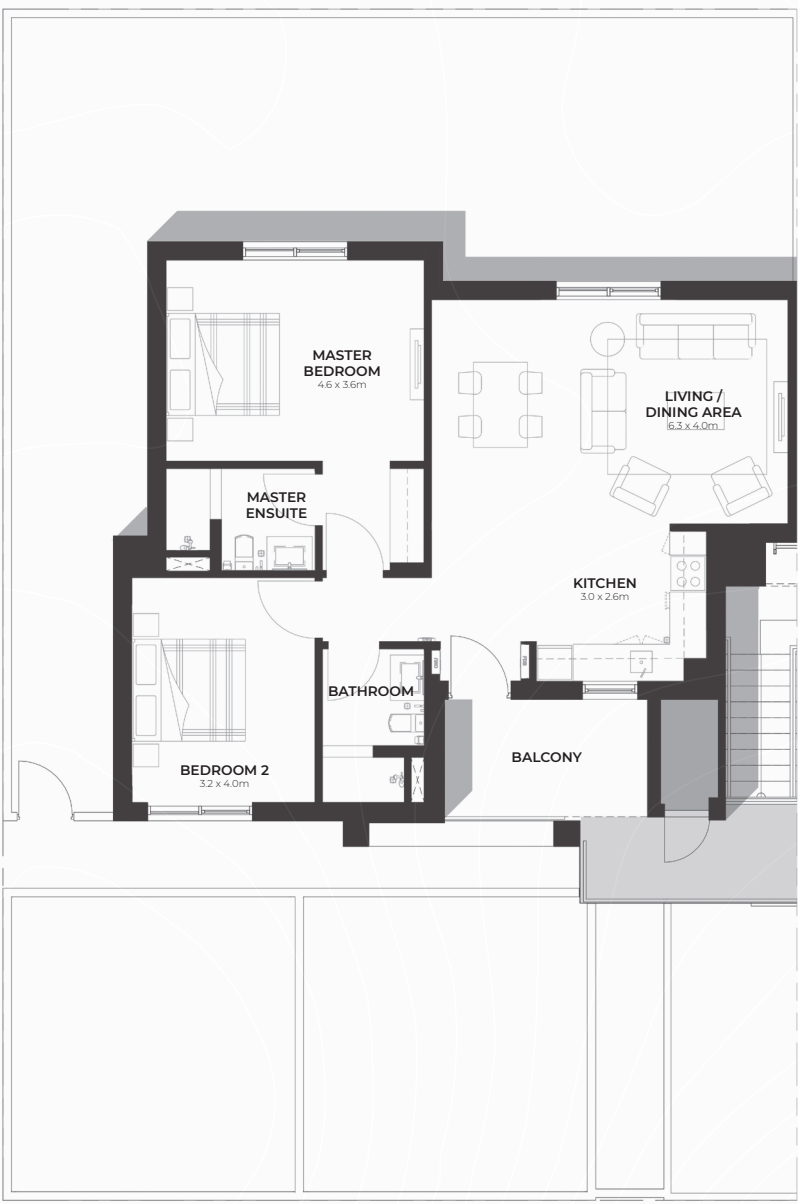 MASTER
BEDROOM
4.6 x 3.6m
LIVING /
DINING AREA
6.3 x 4.0m
MASTER
ENSUITE
KITCHEN
3.0 x 2.6m
BATHROOM
BALCONY
BEDROOM 2
3.2 x 4.0m